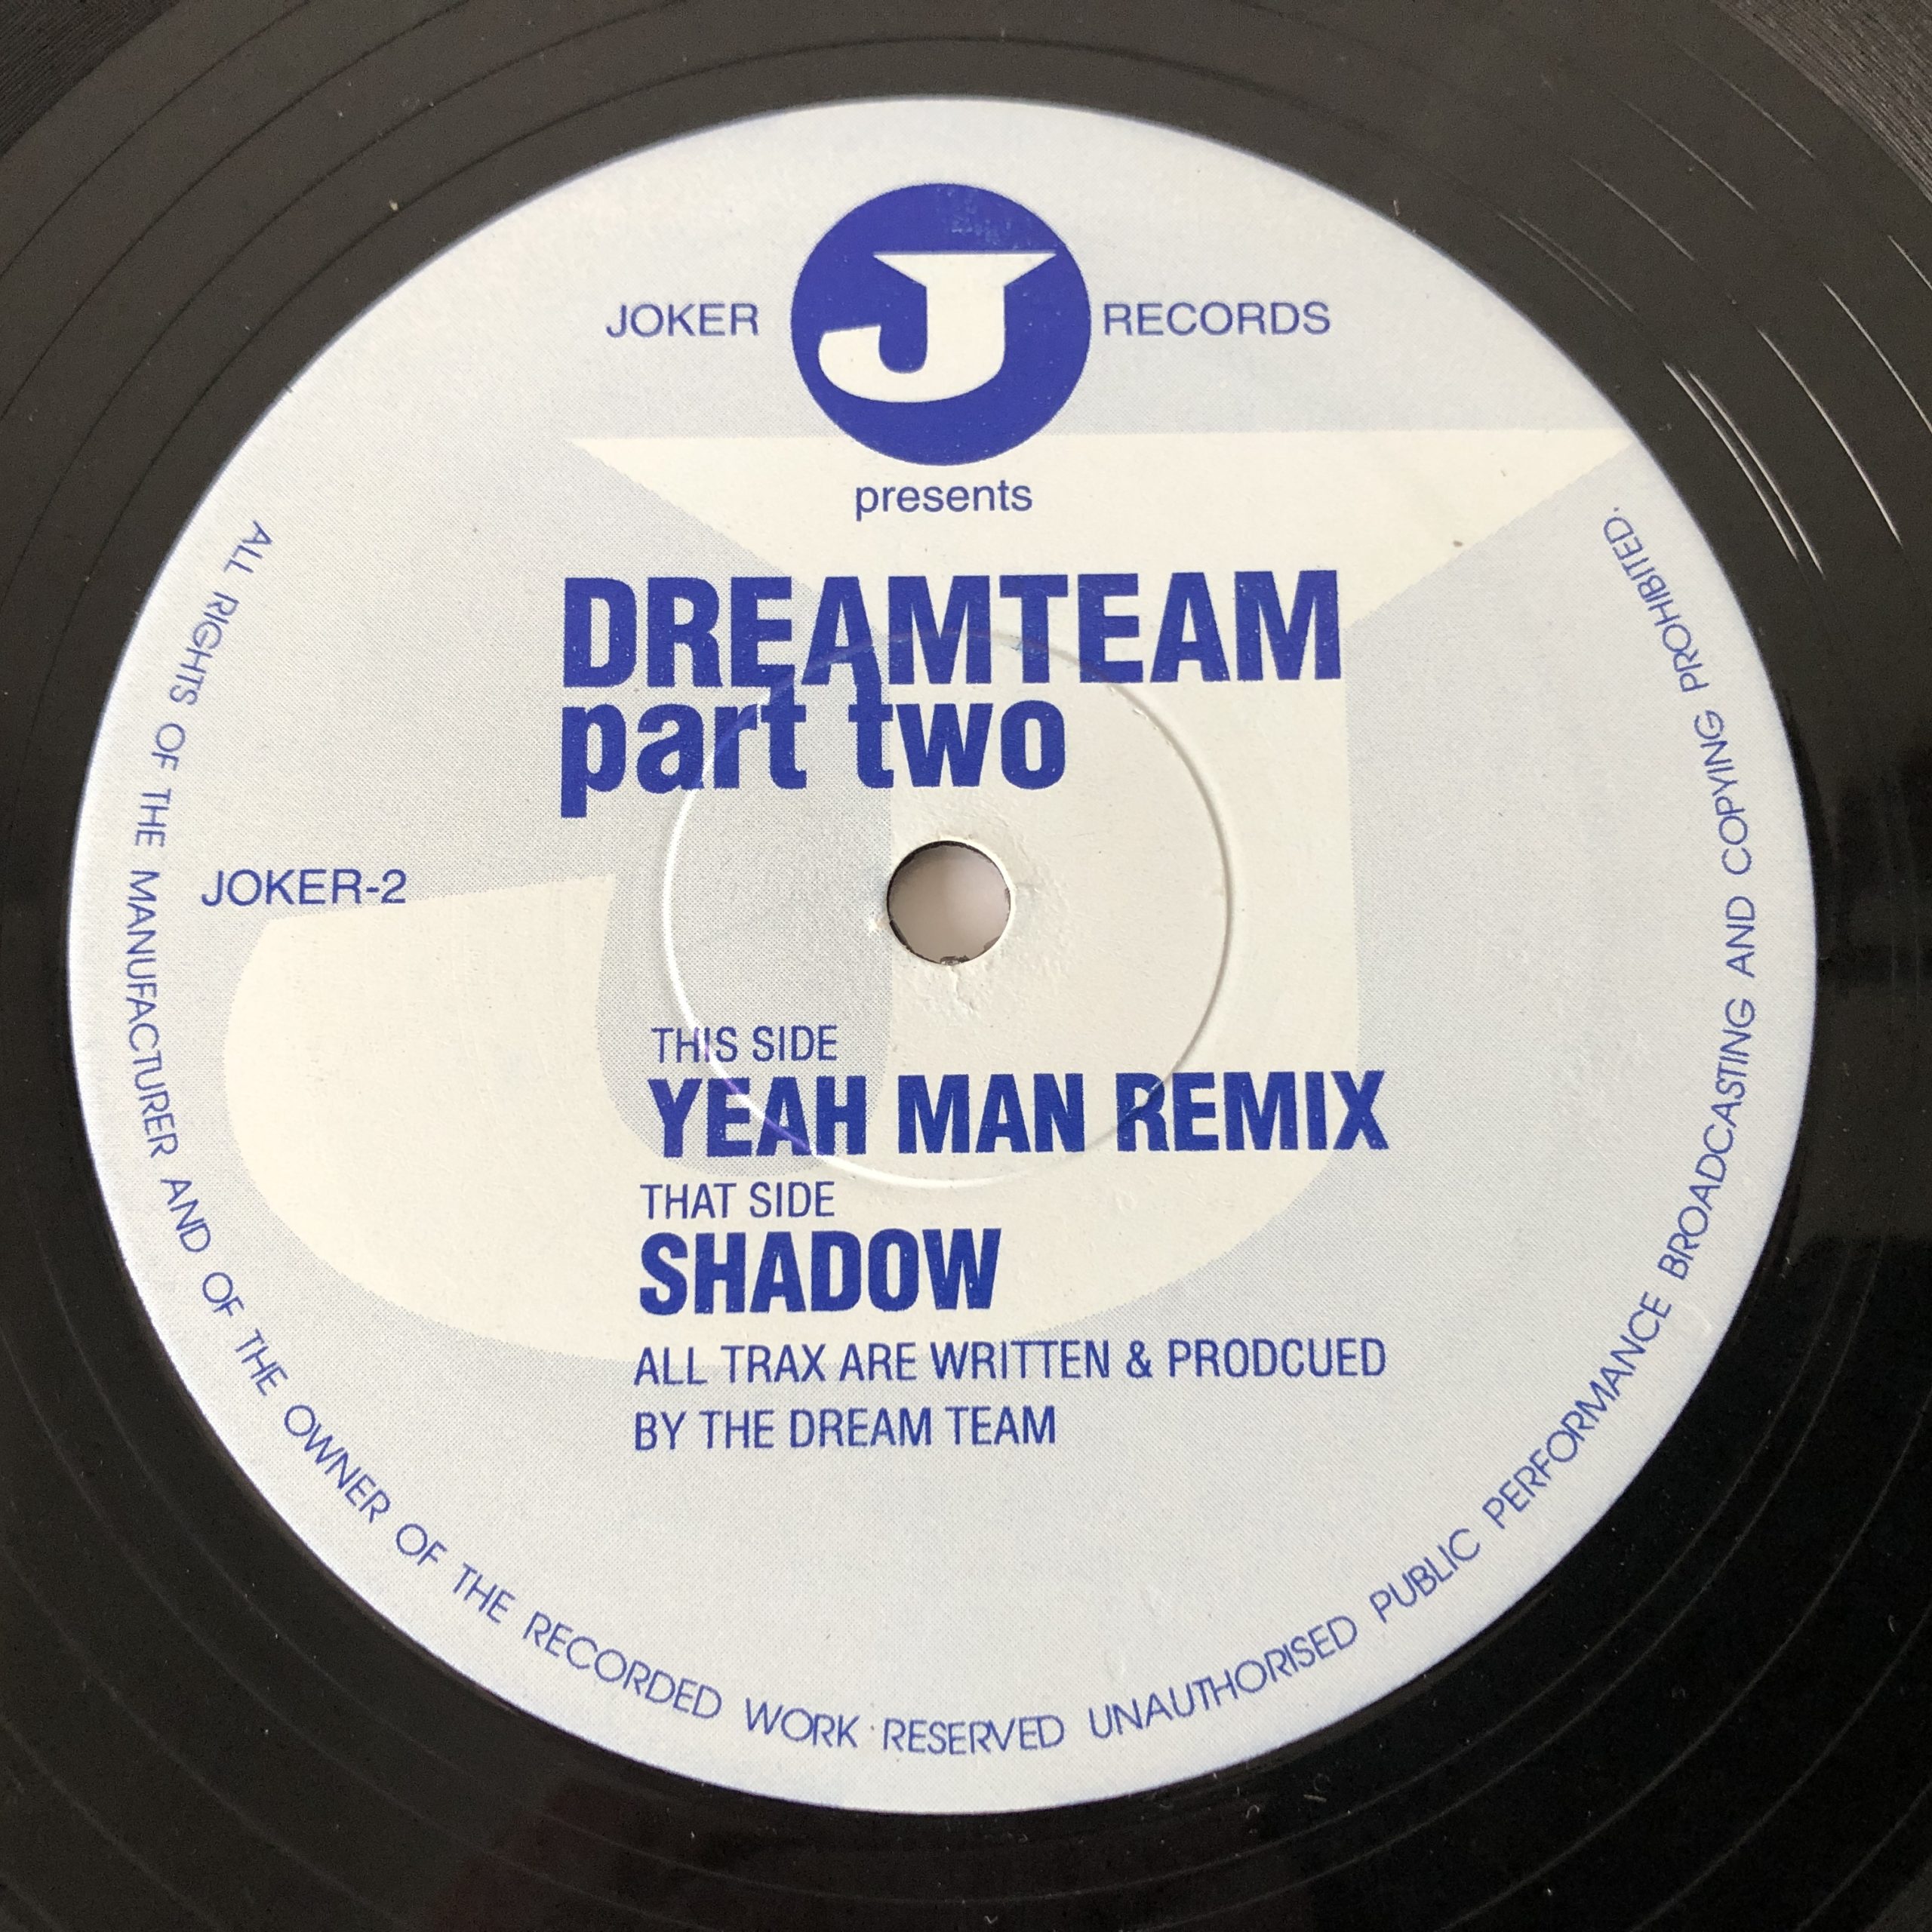 JOKER J RECORDS
presents
DREAMTEAM
part two
JOKER-2
THIS SIDE
YEAH MAN REMIX
THAT SIDE
SHADOW
ALL TRAX ARE WRITTEN & PRODCUED
BY THE DREAM TEAM
ALL RIGHTS OF THE MANUFACTURER AND OF THE OWNER OF THE RECORDED WORK RESERVED UNAUTHORISED PUBLIC PERFORMANCE BROADCASTING AND COPYING PROHIBITED.